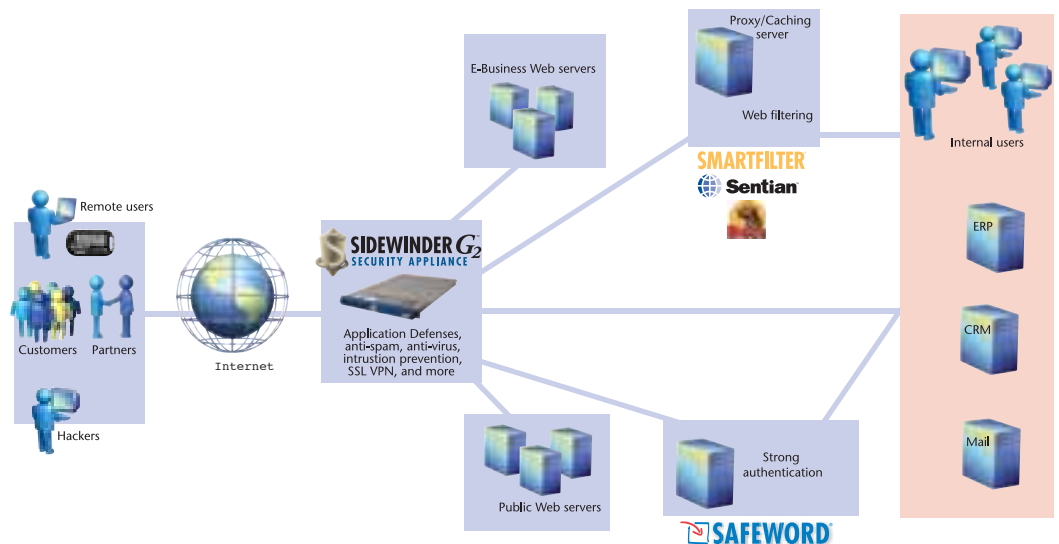 Proxy/Caching
server
E-Business Web servers
Web filtering
Internal users
SMARTFILTER
Sentian
Remote users
SIDEWINDER G2™
SECURITY APPLIANCE
ERP
Application Defenses,
anti-spam, anti-virus,
intrustion prevention,
SSL VPN, and more
Customers
Partners
Internet
CRM
Hackers
Mail
Strong
authentication
Public Web servers
SAFEWORD®